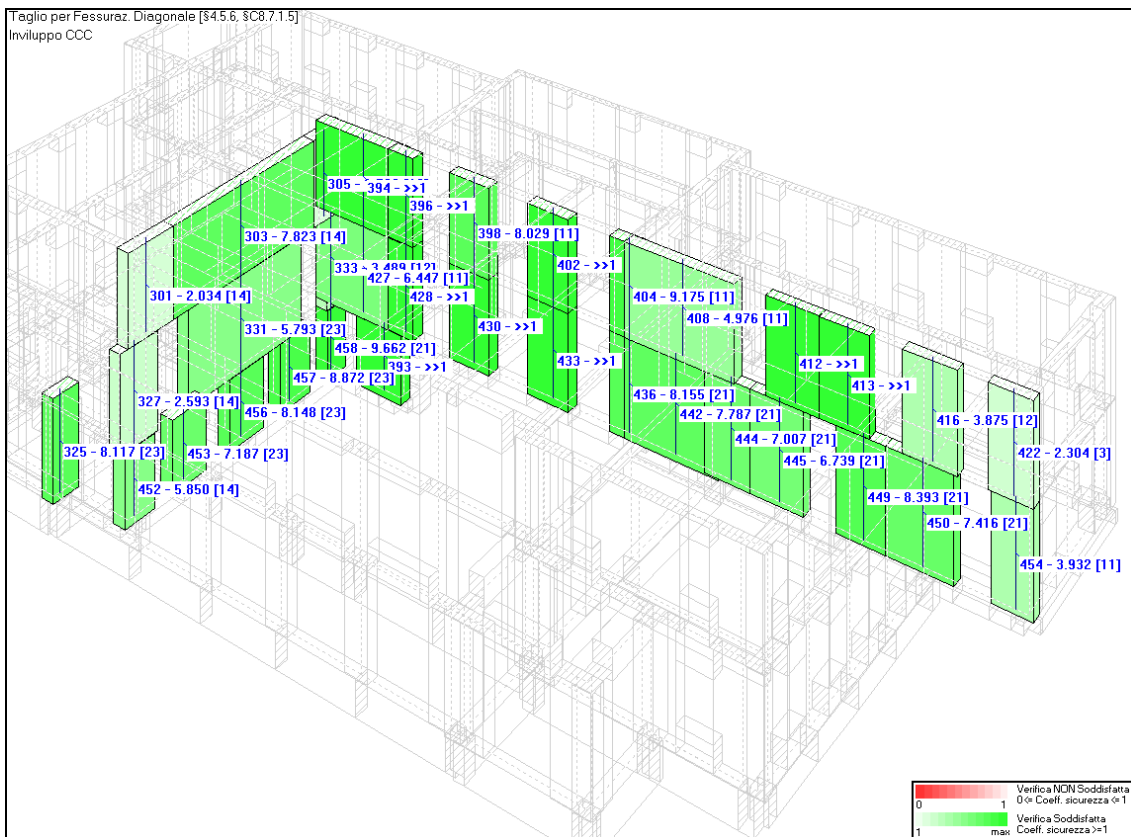 Taglio per Fessuraz. Diagonale [§4.5.6, §C8.7.1.5]
Inviluppo CCC
305 -
394 - >>1
396 - >>1
303 - 7.823 [14]
398 - 8.029 [11]
402 - >>1
333 - 3.489 [12]
427 - 6.447 [11]
301 - 2.034 [14]
428 - >>1
404 - 9.175 [11]
408 - 4.976 [11]
331 - 5.793 [23]
430 - >>1
458 - 9.662 [21]
433 - >>1
393 - >>1
412 - >>1
457 - 8.872 [23]
413 - >>1
327 - 2.593 [14]
436 - 8.155 [21]
456 - 8.148 [23]
442 - 7.787 [21]
416 - 3.875 [12]
444 - 7.007 [21]
325 - 8.117 [23]
453 - 7.187 [23]
422 - 2.304 [3]
445 - 6.739 [21]
452 - 5.850 [14]
449 - 8.393 [21]
450 - 7.416 [21]
454 - 3.932 [11]
Verifica NON Soddisfatta
0<= Coeff. sicurezza <=1
0 1
Verifica Soddisfatta
Coeff. sicurezza >=1
1 max